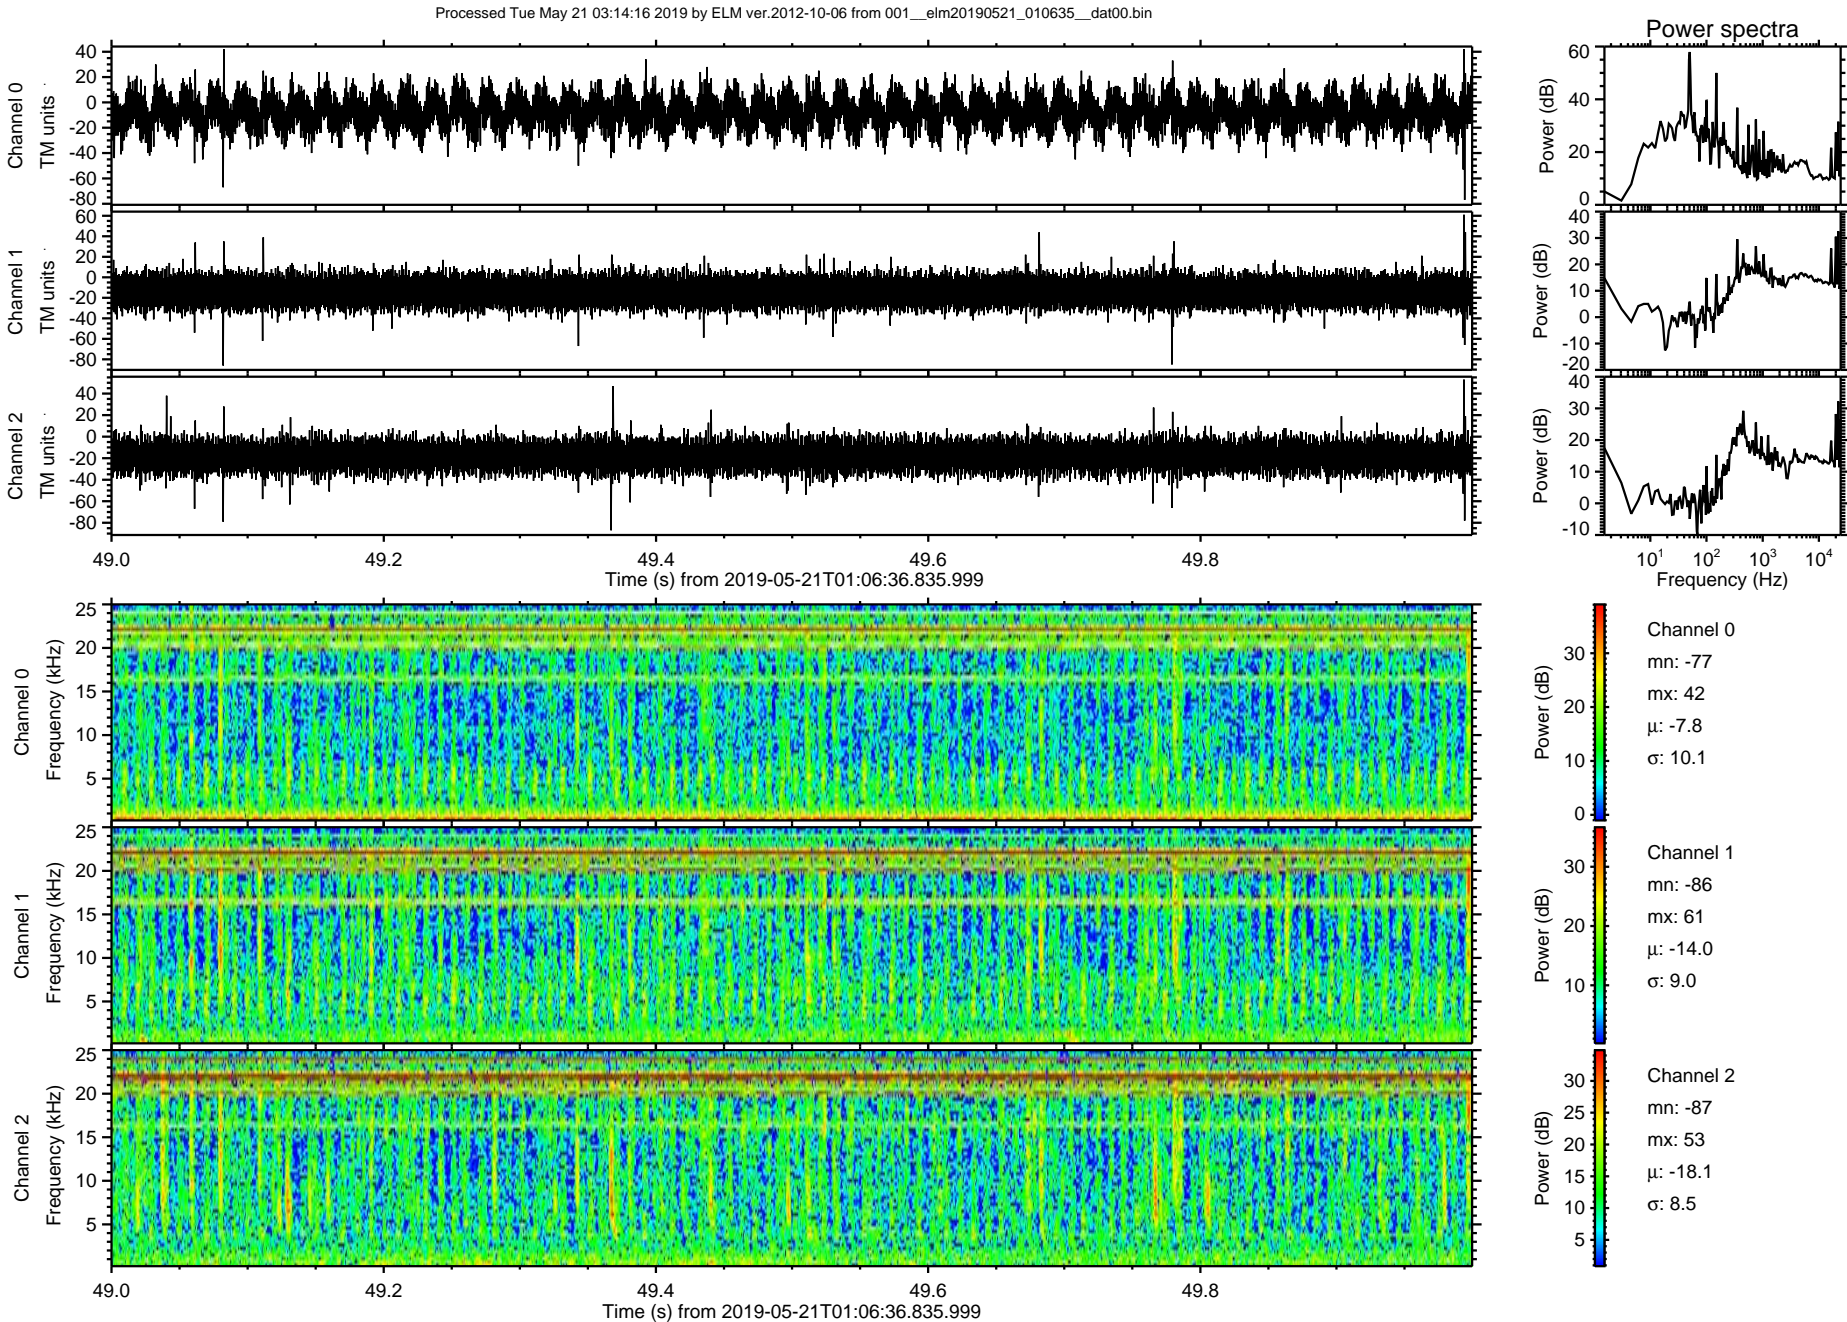 Processed Tue May 21 03:14:16 2019 by ELM ver.2012-10-06 from 001__elm20190521_010635__dat00.bin
Power spectra
Channel 0
TM units
40
20
0
-20
-40
-60
-80
Power (dB)
60
40
20
0
Channel 1
TM units
60
40
20
0
-20
-40
-60
-80
Power (dB)
40
30
20
10
0
-10
-20
Channel 2
TM units
40
20
0
-20
-40
-60
-80
Power (dB)
40
30
20
10
0
-10
49.0 49.2 49.4 49.6 49.8
Time (s) from 2019-05-21T01:06:36.835.999
10¹ 10² 10³ 10⁴
Frequency (Hz)
Channel 0
Frequency (kHz)
25
20
15
10
5
Power (dB)
30
20
10
0
Channel 0
mn: -77
mx: 42
μ: -7.8
σ: 10.1
Channel 1
Frequency (kHz)
25
20
15
10
5
Power (dB)
30
20
10
Channel 1
mn: -86
mx: 61
μ: -14.0
σ: 9.0
Channel 2
Frequency (kHz)
25
20
15
10
5
Power (dB)
30
25
20
15
10
5
Channel 2
mn: -87
mx: 53
μ: -18.1
σ: 8.5
49.0 49.2 49.4 49.6 49.8
Time (s) from 2019-05-21T01:06:36.835.999